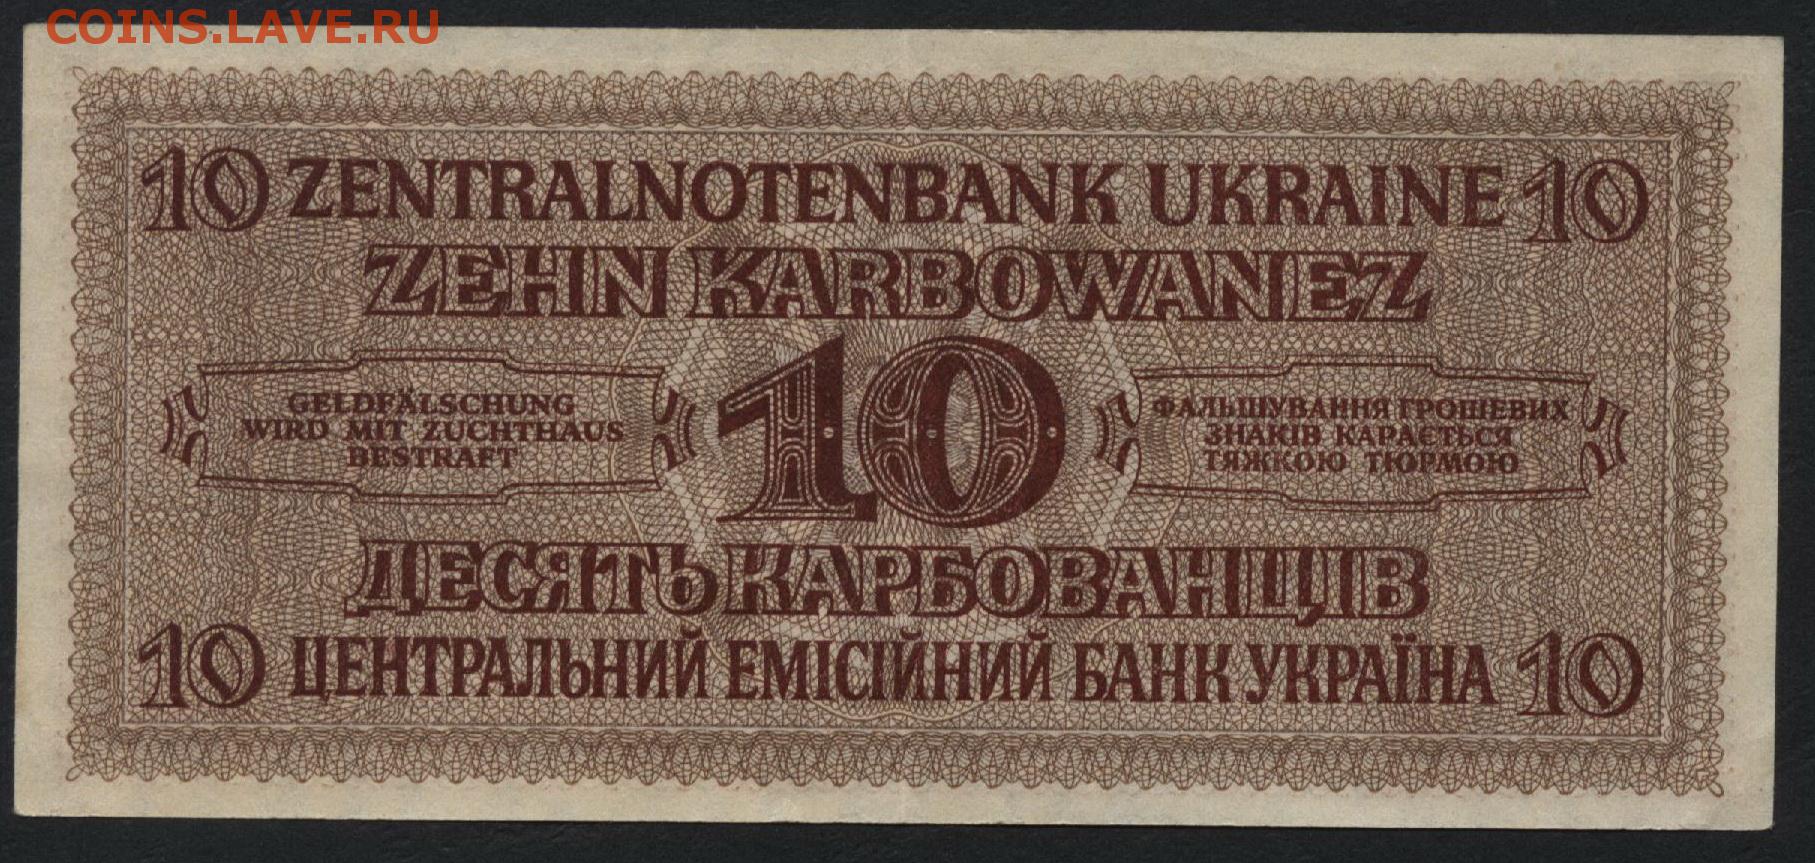 COINS.LAVE.RU
10 ZENTRALNOTENBANK UKRAINE 10
ZEHN KARBOWANEZ
GELDFÄLSCHUNG
WIRD MIT ZUCHTHAUS
BESTRAFT
10
ФАЛЬШУВАННЯ ГРОШЕВИХ
ЗНАКІВ КАРАЄТЬСЯ
ТЯЖКОЮ ТЮРМОЮ
ДЕСЯТЬ КАРБОВАНЦІВ
10 ЦЕНТРАЛЬНИЙ ЕМІСІЙНИЙ БАНК УКРАЇНА 10